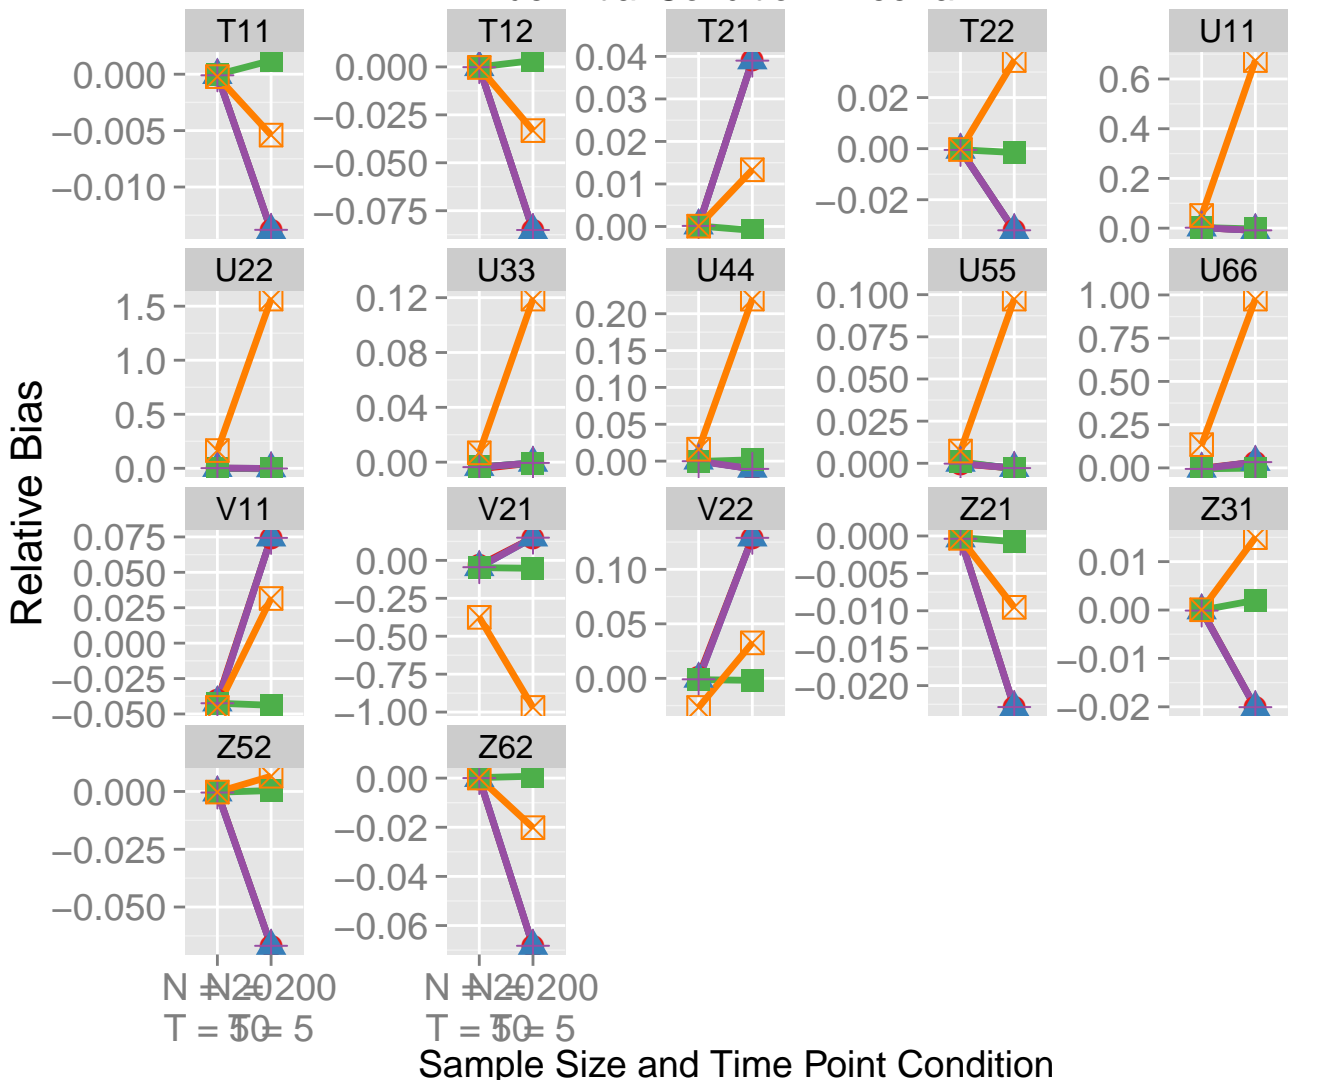 T11 T12 T21 T22 U11
0.000 −0.005 −0.010
0.000 −0.025 −0.050 −0.075
0.04 0.03 0.02 0.01 0.00
0.02 0.00 −0.02
0.6 0.4 0.2 0.0
U22 U33 U44 U55 U66
1.5 1.0 0.5 0.0
0.12 0.08 0.04 0.00
0.20 0.15 0.10 0.05 0.00
0.100 0.075 0.050 0.025 0.000
1.00 0.75 0.50 0.25 0.00
Relative Bias
V11 V21 V22 Z21 Z31
0.075 0.050 0.025 0.000 −0.025 −0.050
0.00 −0.25 −0.50 −0.75 −1.00
0.10 0.05 0.00
0.000 −0.005 −0.010 −0.015 −0.020
0.01 0.00 −0.01 −0.02
Z52 Z62
0.000 −0.025 −0.050
0.00 −0.02 −0.04 −0.06
N = 20 N = 200 N = 20 N = 200
T = 50 T = 5 T = 50 T = 5
Sample Size and Time Point Condition